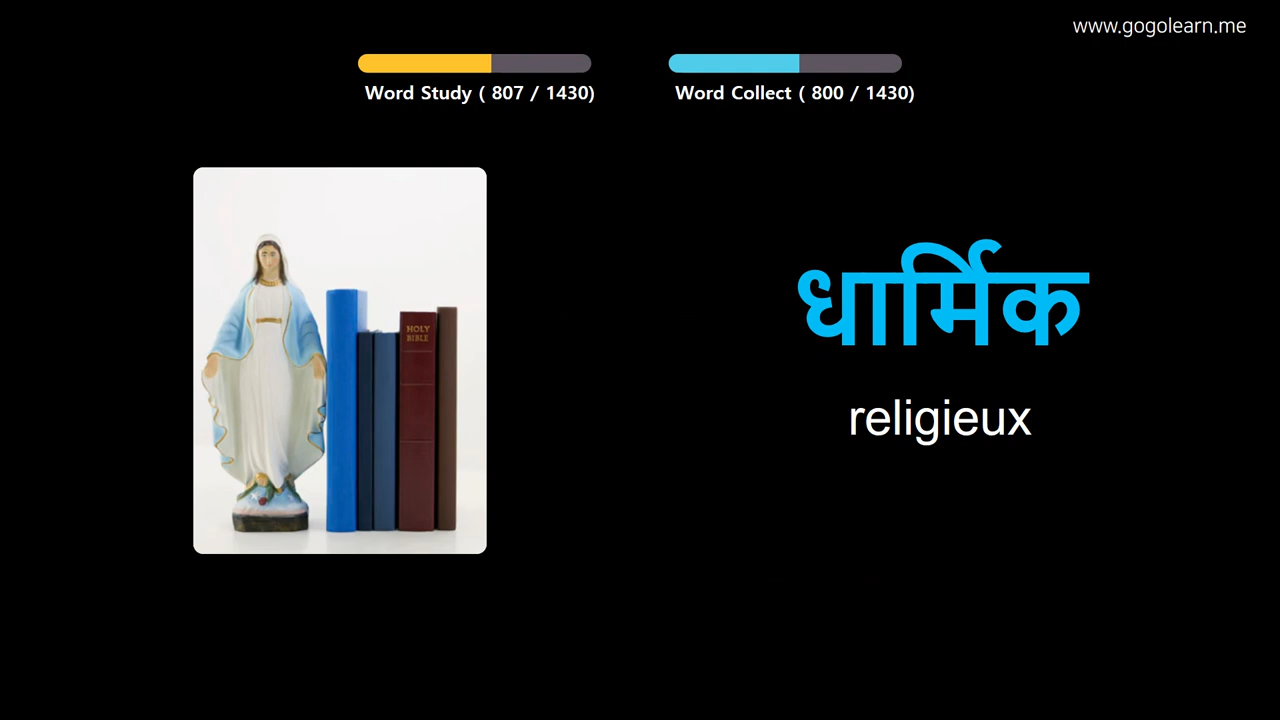 www.gogolearn.me
Word Study ( 807 / 1430)
Word Collect ( 800 / 1430)
HOLY
BIBLE
धार्मिक
religieux